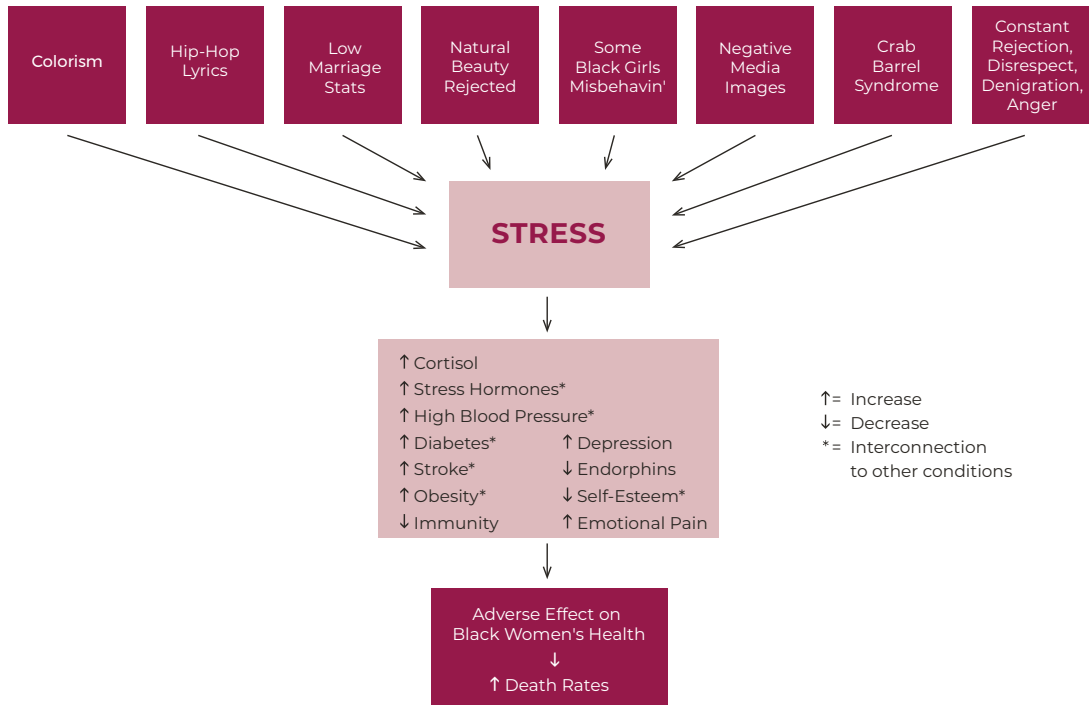 Colorism
Hip-Hop
Lyrics
Low
Marriage
Stats
Natural
Beauty
Rejected
Some
Black Girls
Misbehavin'
Negative
Media
Images
Crab
Barrel
Syndrome
Constant
Rejection,
Disrespect,
Denigration,
Anger
STRESS
↑ Cortisol
↑ Stress Hormones*
↑ High Blood Pressure*
↑ Diabetes*
↑ Stroke*
↑ Obesity*
↓ Immunity
↑ Depression
↓ Endorphins
↓ Self-Esteem*
↑ Emotional Pain
↑= Increase
↓= Decrease
*= Interconnection
to other conditions
Adverse Effect on
Black Women's Health
↓
↑ Death Rates